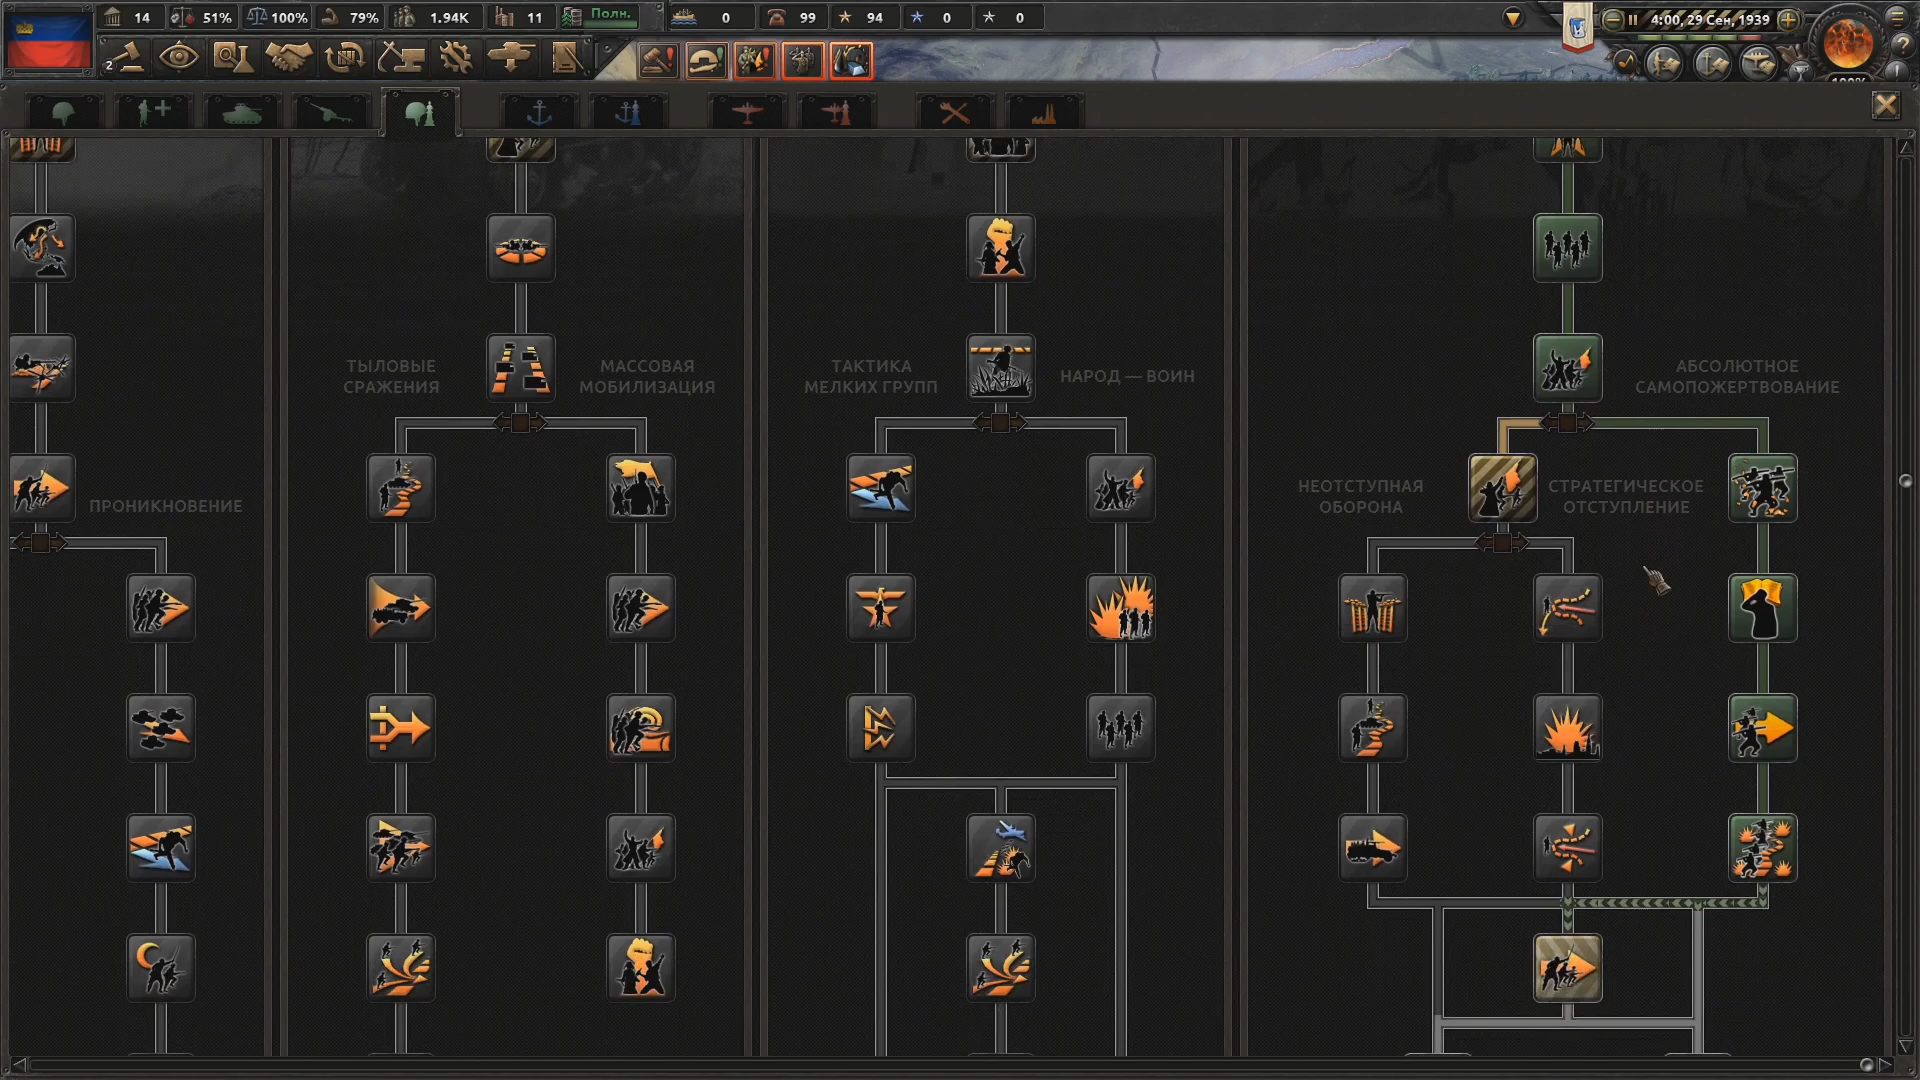 14 51% 100% 79% 1.94K 11 Полн. 0 99 94 0 0 4:00, 29 Сен, 1939
2
100%
ТЫЛОВЫЕ СРАЖЕНИЯ
МАССОВАЯ МОБИЛИЗАЦИЯ
ТАКТИКА МЕЛКИХ ГРУПП
НАРОД — ВОИН
АБСОЛЮТНОЕ САМОПОЖЕРТВОВАНИЕ
ПРОНИКНОВЕНИЕ
НЕОТСТУПНАЯ ОБОРОНА
СТРАТЕГИЧЕСКОЕ ОТСТУПЛЕНИЕ